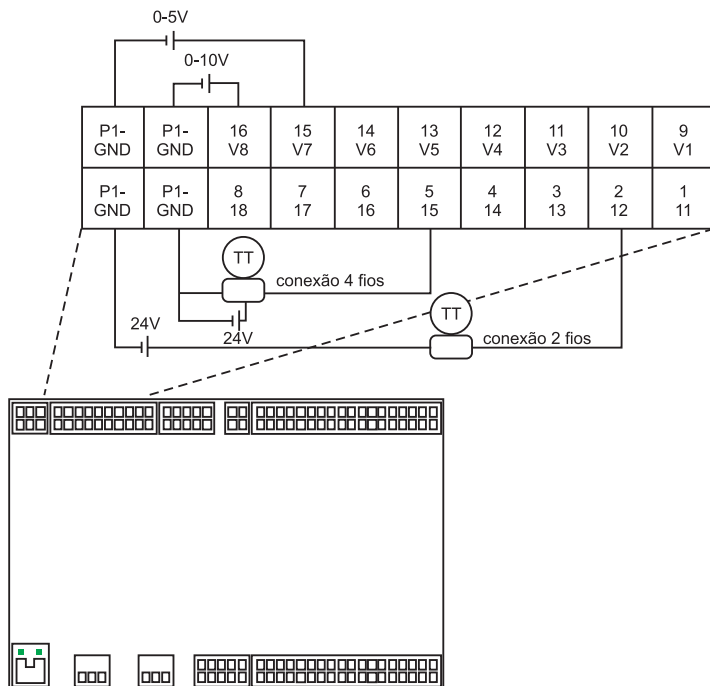 0-5V
0-10V
P1-
GND
P1-
GND
16
V8
15
V7
14
V6
13
V5
12
V4
11
V3
10
V2
9
V1
P1-
GND
P1-
GND
8
18
7
17
6
16
5
15
4
14
3
13
2
12
1
11
TT
conexão 4 fios
24V
24V
TT
conexão 2 fios